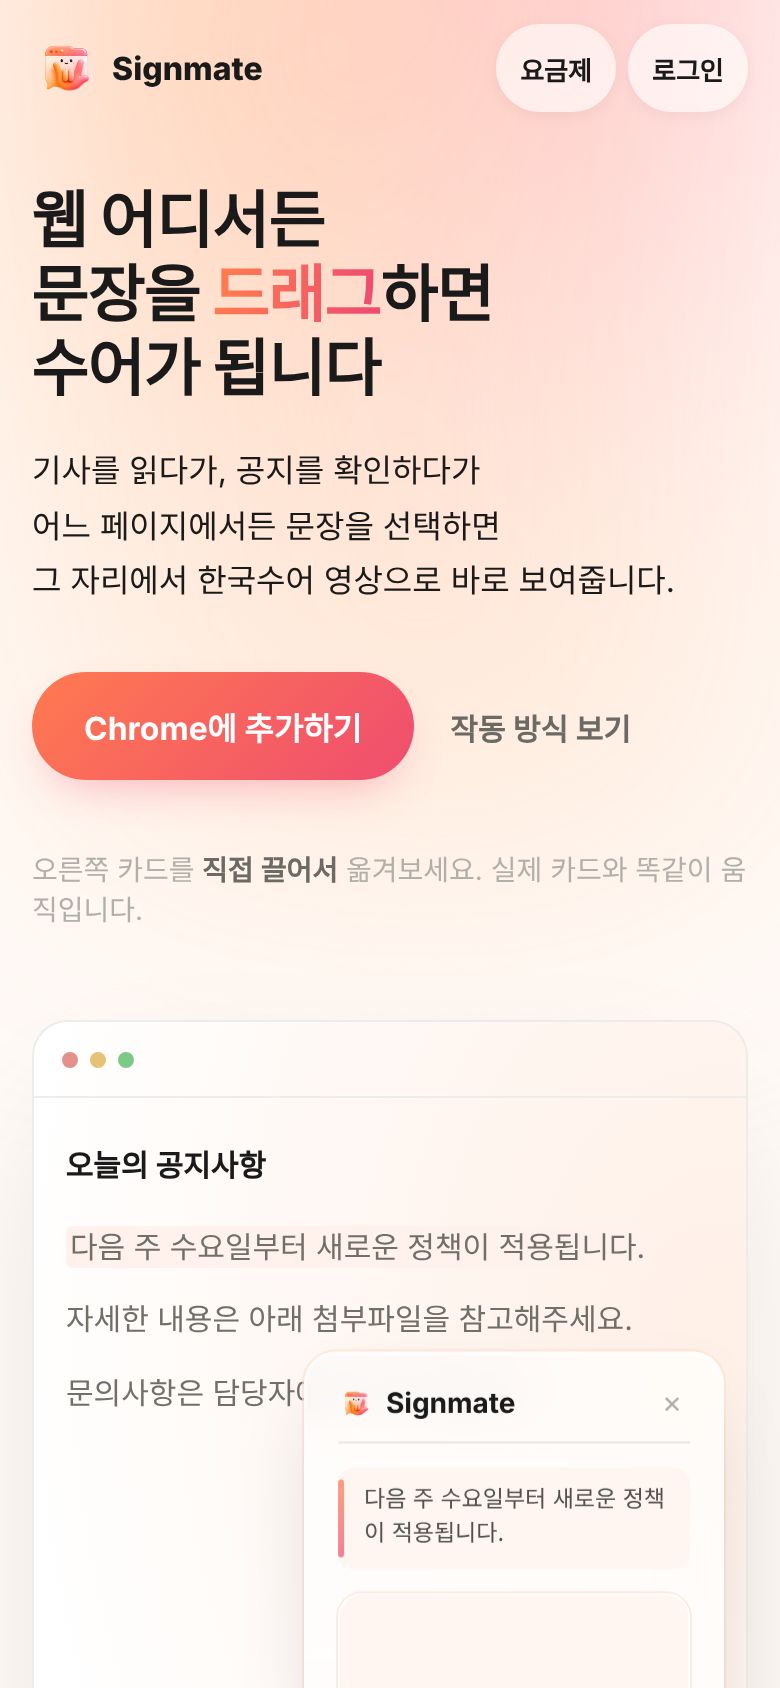 Signmate
요금제
로그인
웹 어디서든
문장을 드래그하면
수어가 됩니다
기사를 읽다가, 공지를 확인하다가
어느 페이지에서든 문장을 선택하면
그 자리에서 한국수어 영상으로 바로 보여줍니다.
Chrome에 추가하기
작동 방식 보기
오른쪽 카드를 직접 끌어서 옮겨보세요. 실제 카드와 똑같이 움
직입니다.
오늘의 공지사항
다음 주 수요일부터 새로운 정책이 적용됩니다.
자세한 내용은 아래 첨부파일을 참고해주세요.
문의사항은 담당자
Signmate
다음 주 수요일부터 새로운 정책
이 적용됩니다.